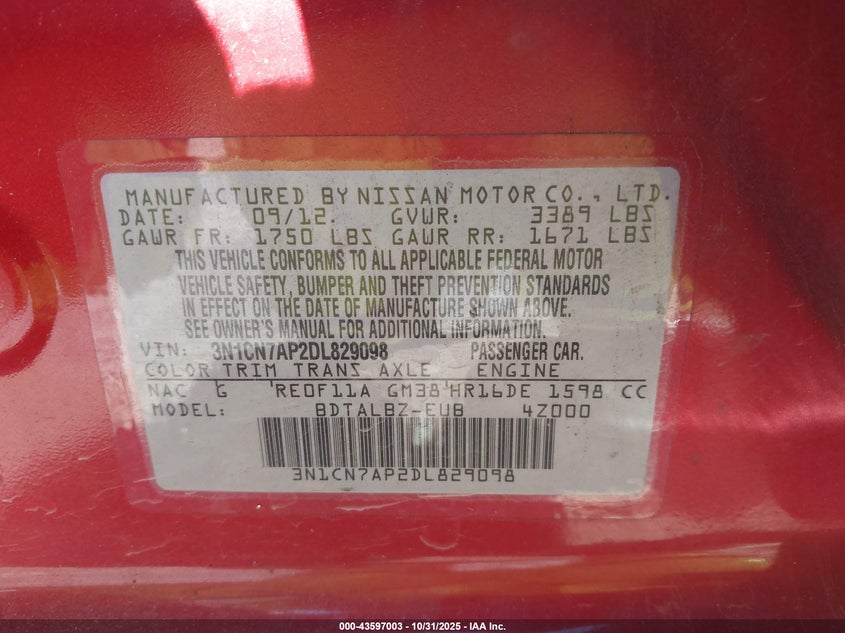 MANUFACTURED BY NISSAN MOTOR CO., LTD.
DATE: 09/12. GVWR: 3389 LBS
GAWR FR: 1750 LBS GAWR RR: 1671 LBS
THIS VEHICLE CONFORMS TO ALL APPLICABLE FEDERAL MOTOR
VEHICLE SAFETY, BUMPER AND THEFT PREVENTION STANDARDS
IN EFFECT ON THE DATE OF MANUFACTURE SHOWN ABOVE.
SEE OWNER'S MANUAL FOR ADDITIONAL INFORMATION.
VIN: 3N1CN7AP2DL829098 PASSENGER CAR.
COLOR TRIM TRANS AXLE ENGINE
NAC G RE0F11A GM38 HR16DE 1598 CC
MODEL: BDTALBZ-EUB 4Z000
3N1CN7AP2DL829098
000-43597003 - 10/31/2025 - IAA Inc.